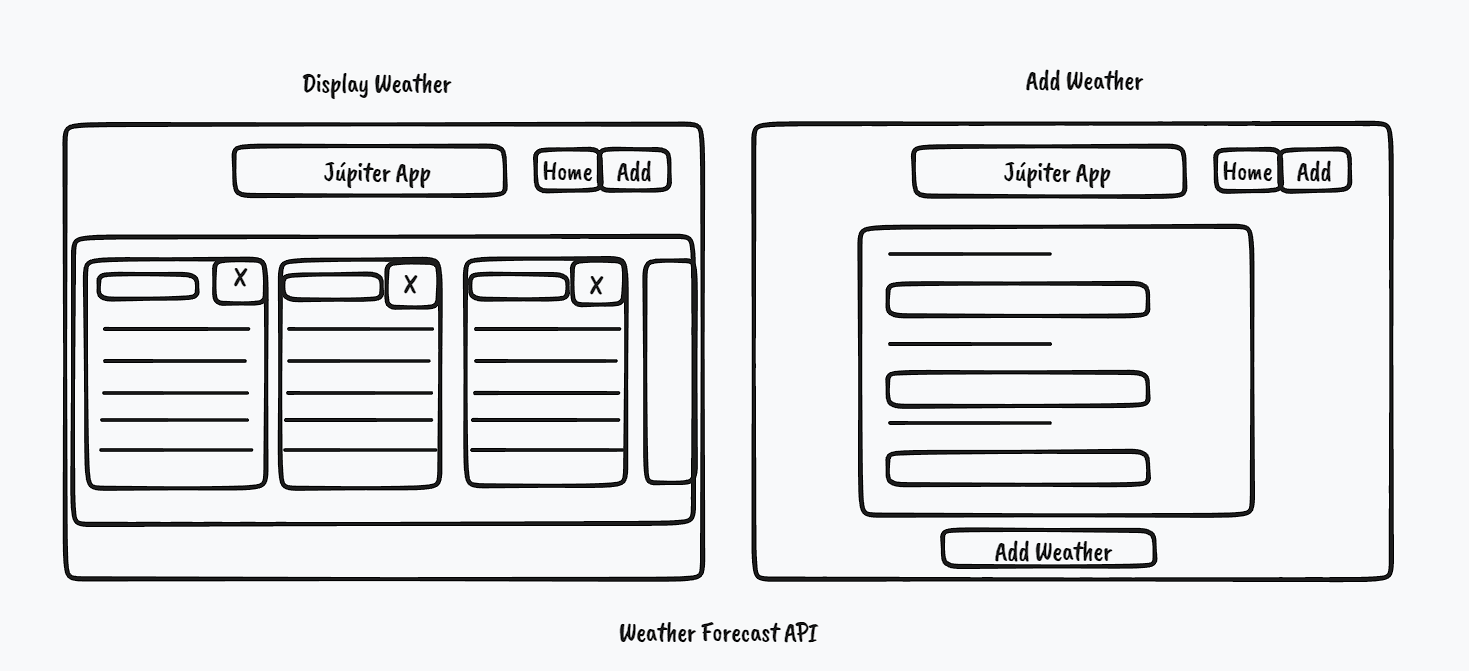 Display Weather
Add Weather
Júpiter App
Home
Add
Júpiter App
Home
Add
X
X
X
Add Weather
Weather Forecast API